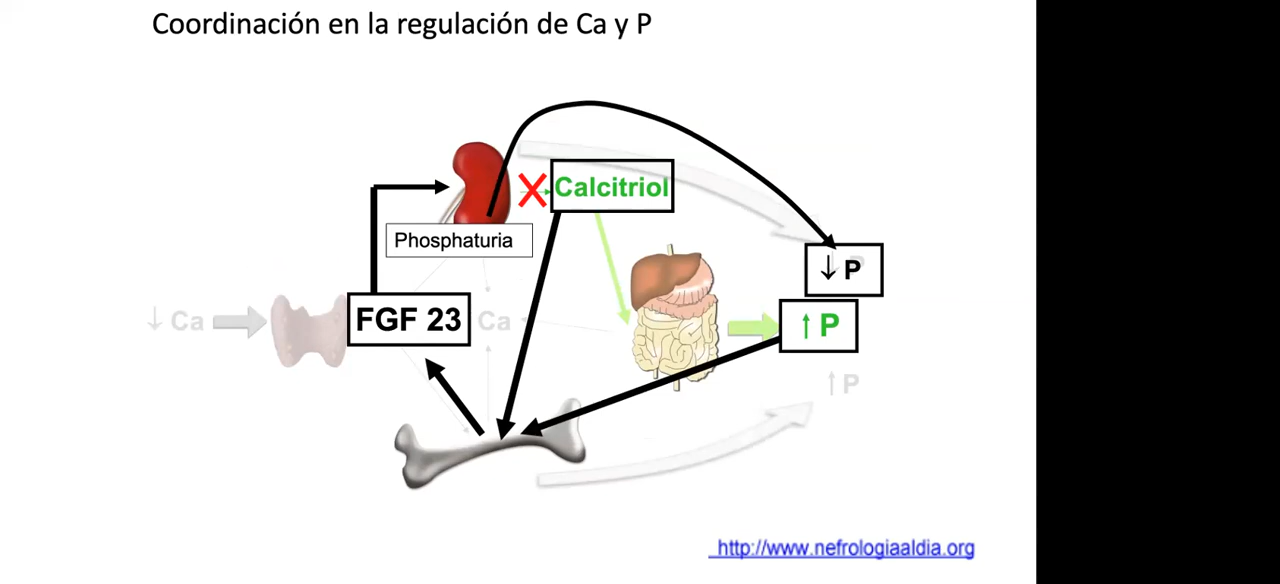 Coordinación en la regulación de Ca y P
Calcitriol
Phosphaturia
↓ P
↓ Ca
FGF 23
Ca
↑ P
↑ P
http://www.nefrologiaaldia.org